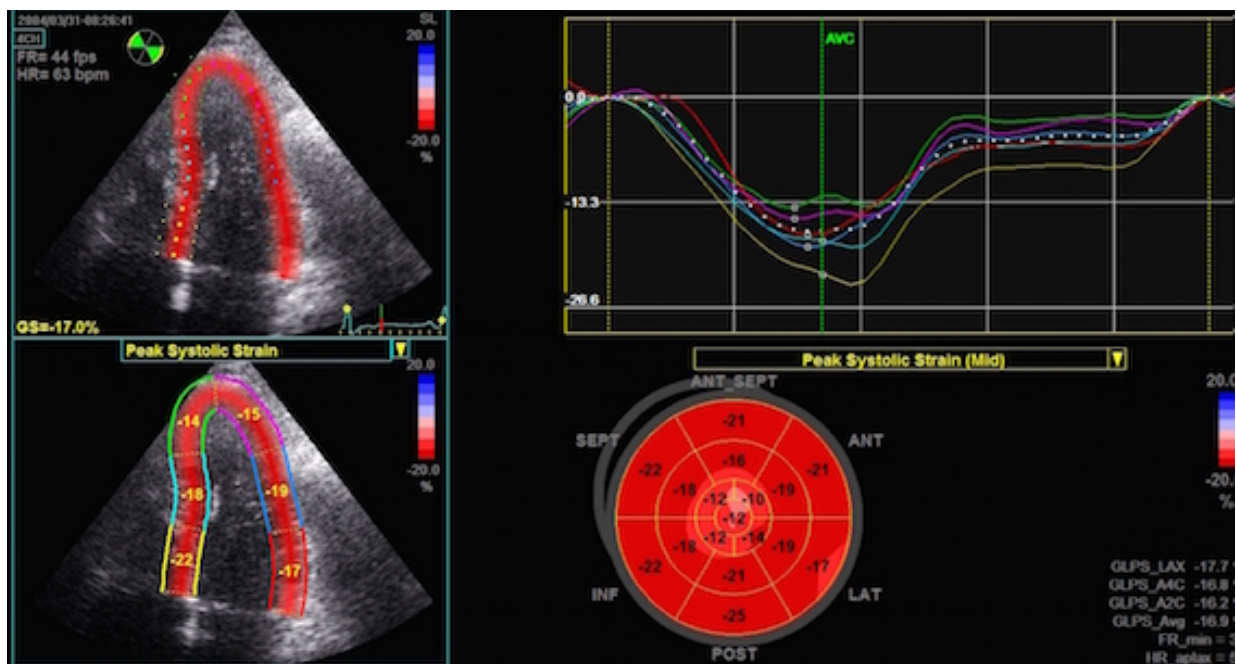 2004/03/31-08:26:41
4CH
FR= 44 fps
HR= 63 bpm
SL
20.0
-20.0
%
GS=-17.0%
AVC
0.0
-13.3
-26.6
Peak Systolic Strain
20.0
-20.0
%
-14
-15
-18
-19
-22
-17
Peak Systolic Strain (Mid)
ANT_SEPT
SEPT
ANT
INF
LAT
POST
-21
-22
-21
-16
-18
-19
-12
-10
-12
-12
-14
-18
-19
-22
-17
-21
-25
20.0
-20.
%
GLPS_LAX -17.7
GLPS_A4C -16.8
GLPS_A2C -16.2
GLPS_Avg -16.9
FR_min = 3
HR_aplax =